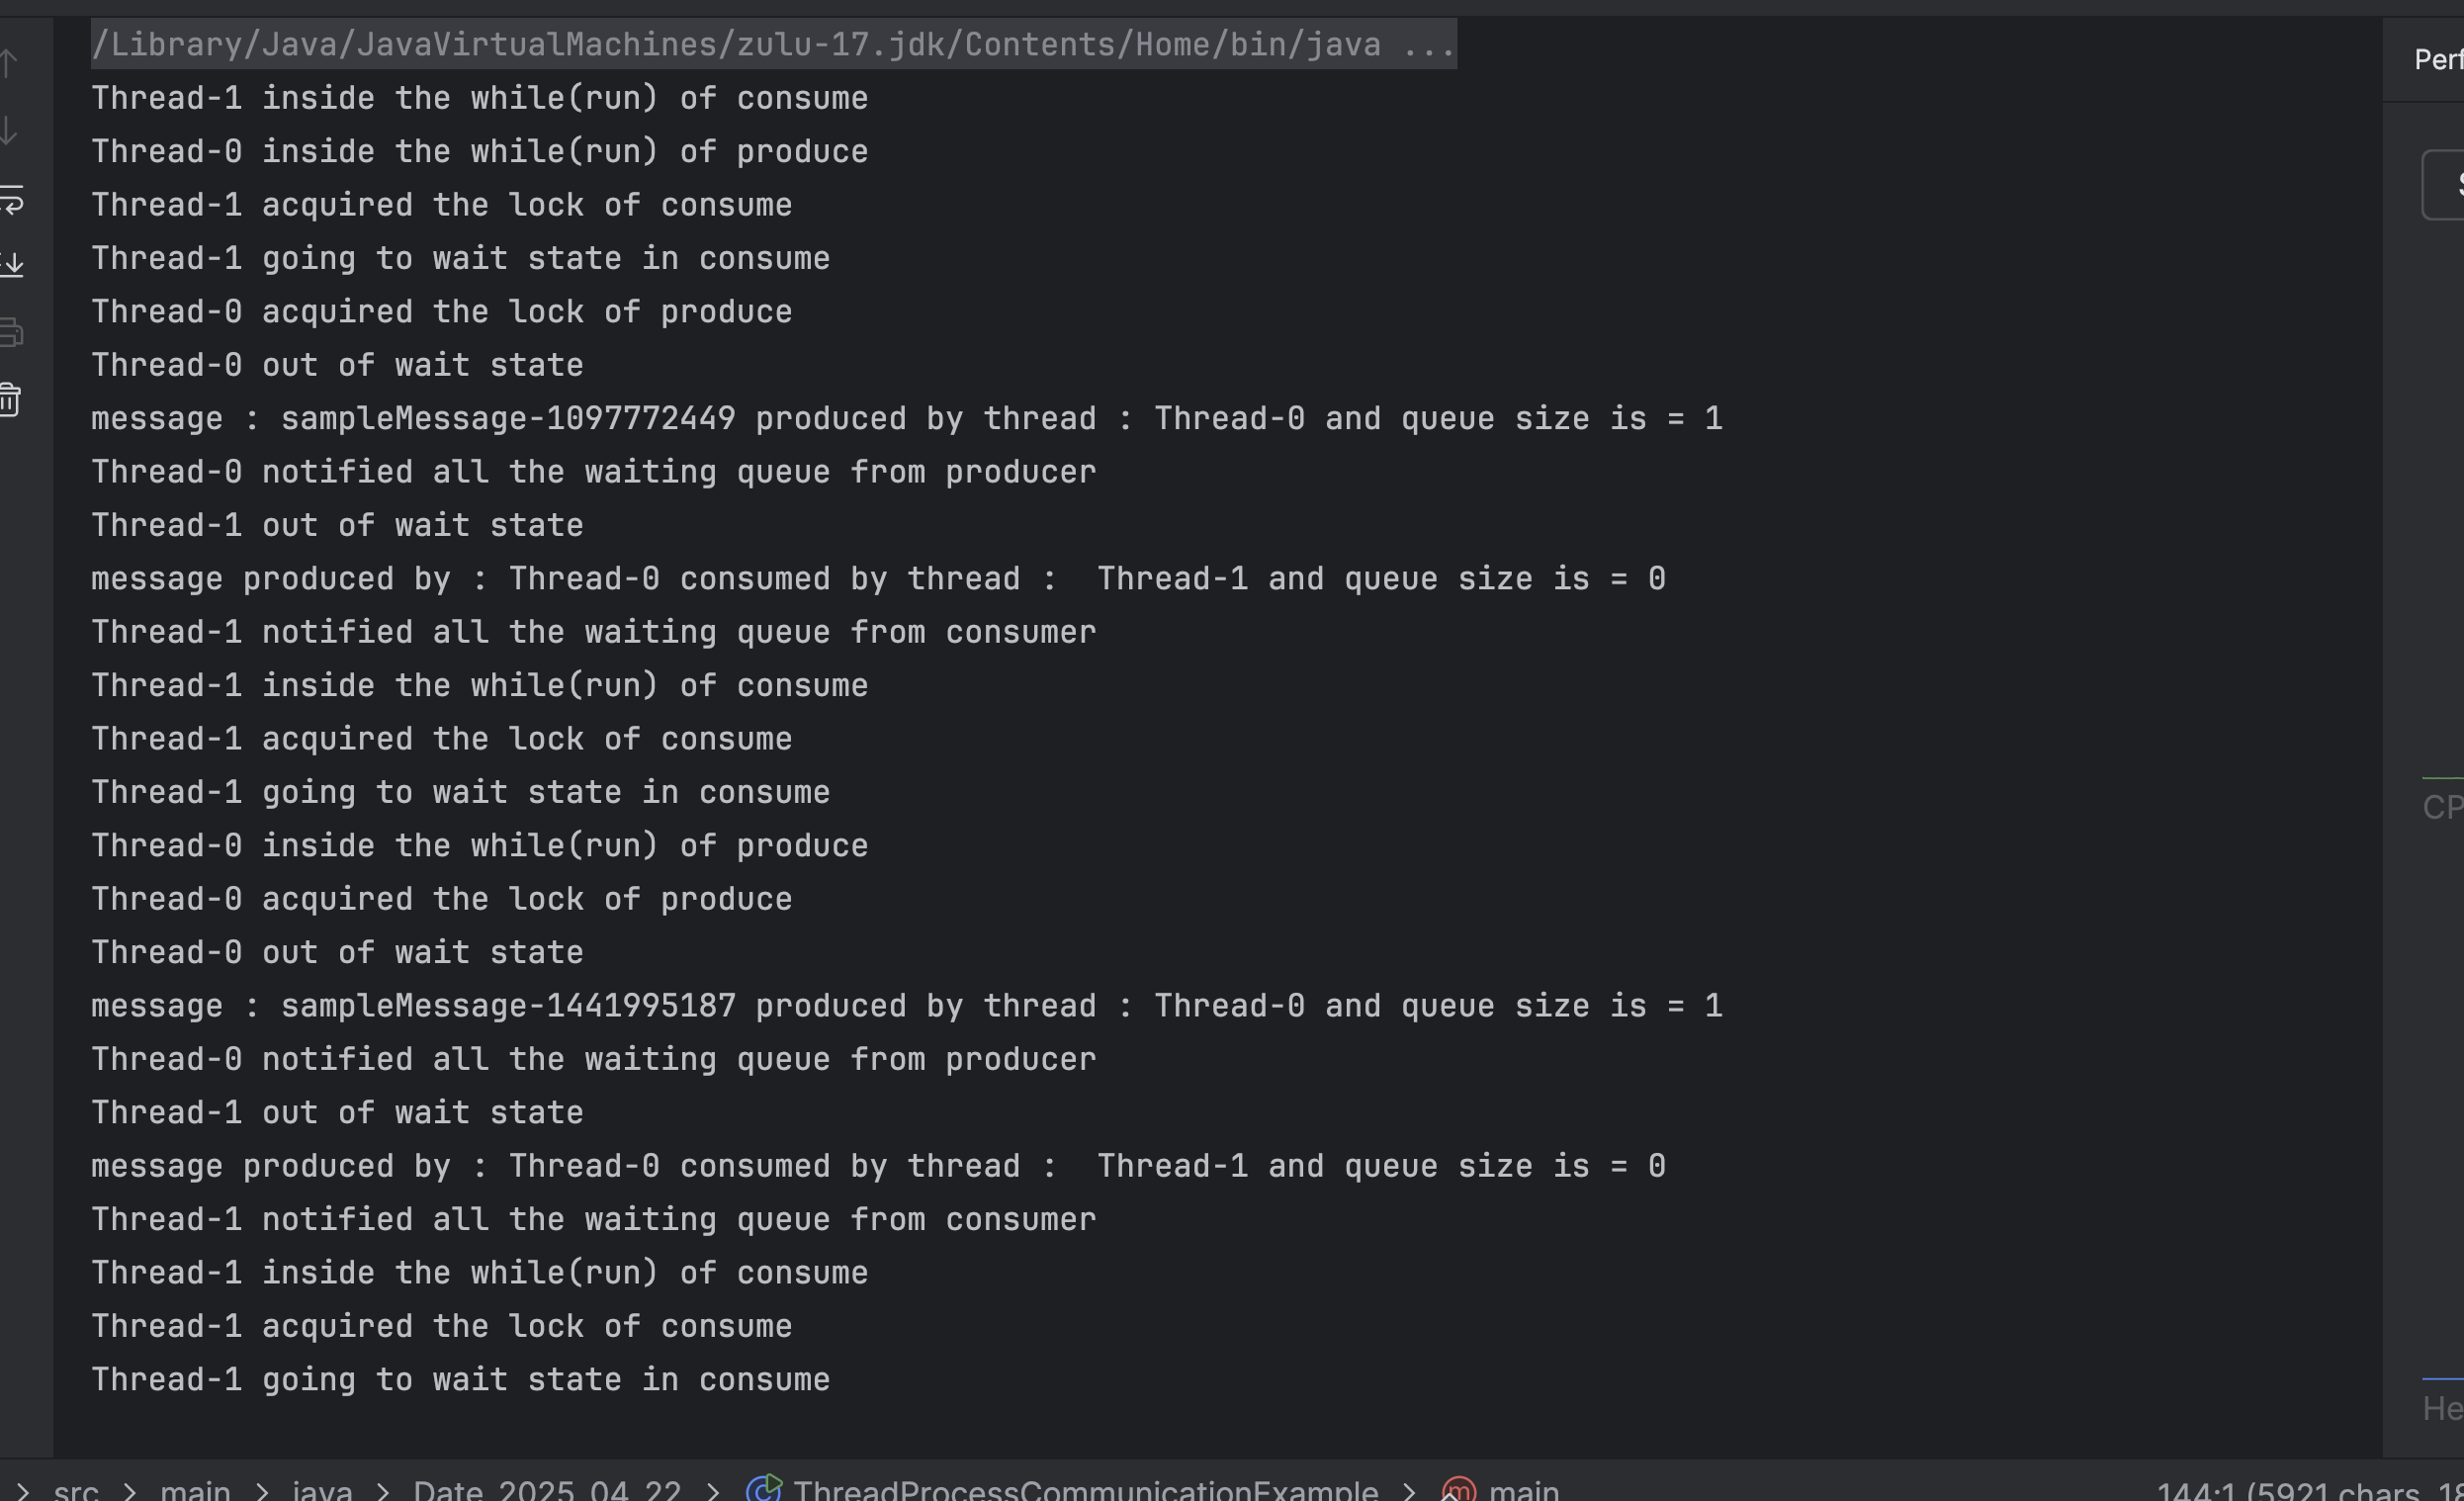 /Library/Java/JavaVirtualMachines/zulu-17.jdk/Contents/Home/bin/java ...
Thread-1 inside the while(run) of consume
Thread-0 inside the while(run) of produce
Thread-1 acquired the lock of consume
Thread-1 going to wait state in consume
Thread-0 acquired the lock of produce
Thread-0 out of wait state
message : sampleMessage-1097772449 produced by thread : Thread-0 and queue size is = 1
Thread-0 notified all the waiting queue from producer
Thread-1 out of wait state
message produced by : Thread-0 consumed by thread :  Thread-1 and queue size is = 0
Thread-1 notified all the waiting queue from consumer
Thread-1 inside the while(run) of consume
Thread-1 acquired the lock of consume
Thread-1 going to wait state in consume
Thread-0 inside the while(run) of produce
Thread-0 acquired the lock of produce
Thread-0 out of wait state
message : sampleMessage-1441995187 produced by thread : Thread-0 and queue size is = 1
Thread-0 notified all the waiting queue from producer
Thread-1 out of wait state
message produced by : Thread-0 consumed by thread :  Thread-1 and queue size is = 0
Thread-1 notified all the waiting queue from consumer
Thread-1 inside the while(run) of consume
Thread-1 acquired the lock of consume
Thread-1 going to wait state in consume
Perf
CP
He
> src > main > java > Date_2025_04_22 > ThreadProcessCommunicationExample > main
144:1 (5921 chars